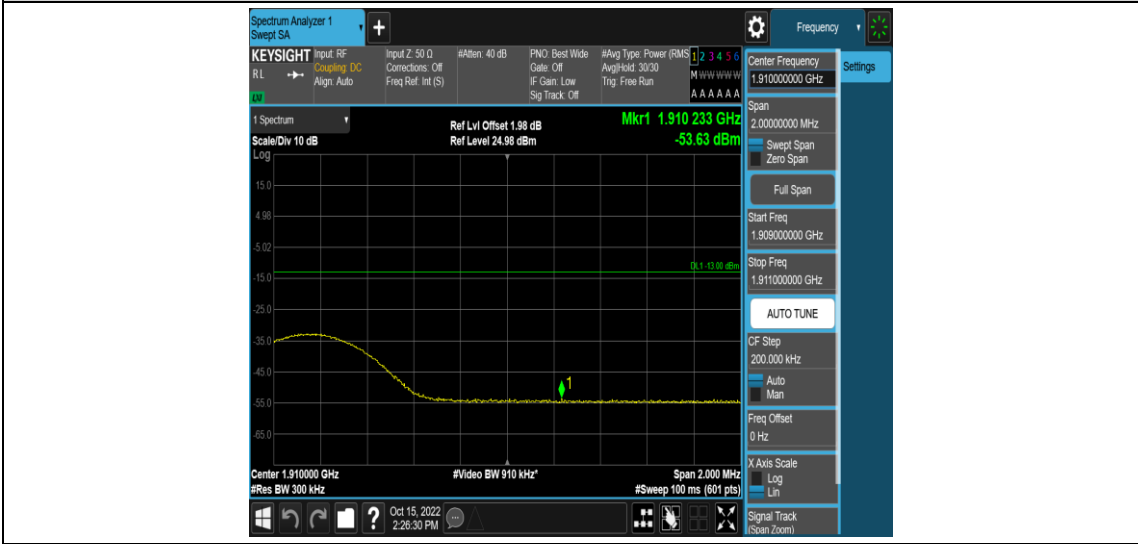 Spectrum Analyzer 1
Swept SA
+
Frequency
KEYSIGHT
RL
LXI
Input: RF
Coupling: DC
Align: Auto
Input Z: 50 Ω
Corrections: Off
Freq Ref: Int (S)
#Atten: 40 dB
PNO: Best Wide
Gate: Off
IF Gain: Low
Sig Track: Off
#Avg Type: Power (RMS
Avg|Hold: 30/30
Trig: Free Run
1 2 3 4 5 6
M W W W W W
A A A A A A
1 Spectrum
Scale/Div 10 dB
Log
Ref Lvl Offset 1.98 dB
Ref Level 24.98 dBm
Mkr1 1.910 233 GHz
-53.63 dBm
15.0
4.98
-5.02
DL1 -13.00 dBm
-15.0
-25.0
-35.0
-45.0
1
-55.0
-65.0
Center 1.910000 GHz
#Res BW 300 kHz
#Video BW 910 kHz*
Span 2.000 MHz
#Sweep 100 ms (601 pts)
?
Oct 15, 2022
2:26:30 PM
Center Frequency
1.910000000 GHz
Settings
Span
2.00000000 MHz
Swept Span
Zero Span
Full Span
Start Freq
1.909000000 GHz
Stop Freq
1.911000000 GHz
AUTO TUNE
CF Step
200.000 kHz
Auto
Man
Freq Offset
0 Hz
X Axis Scale
Log
Lin
Signal Track
(Span Zoom)